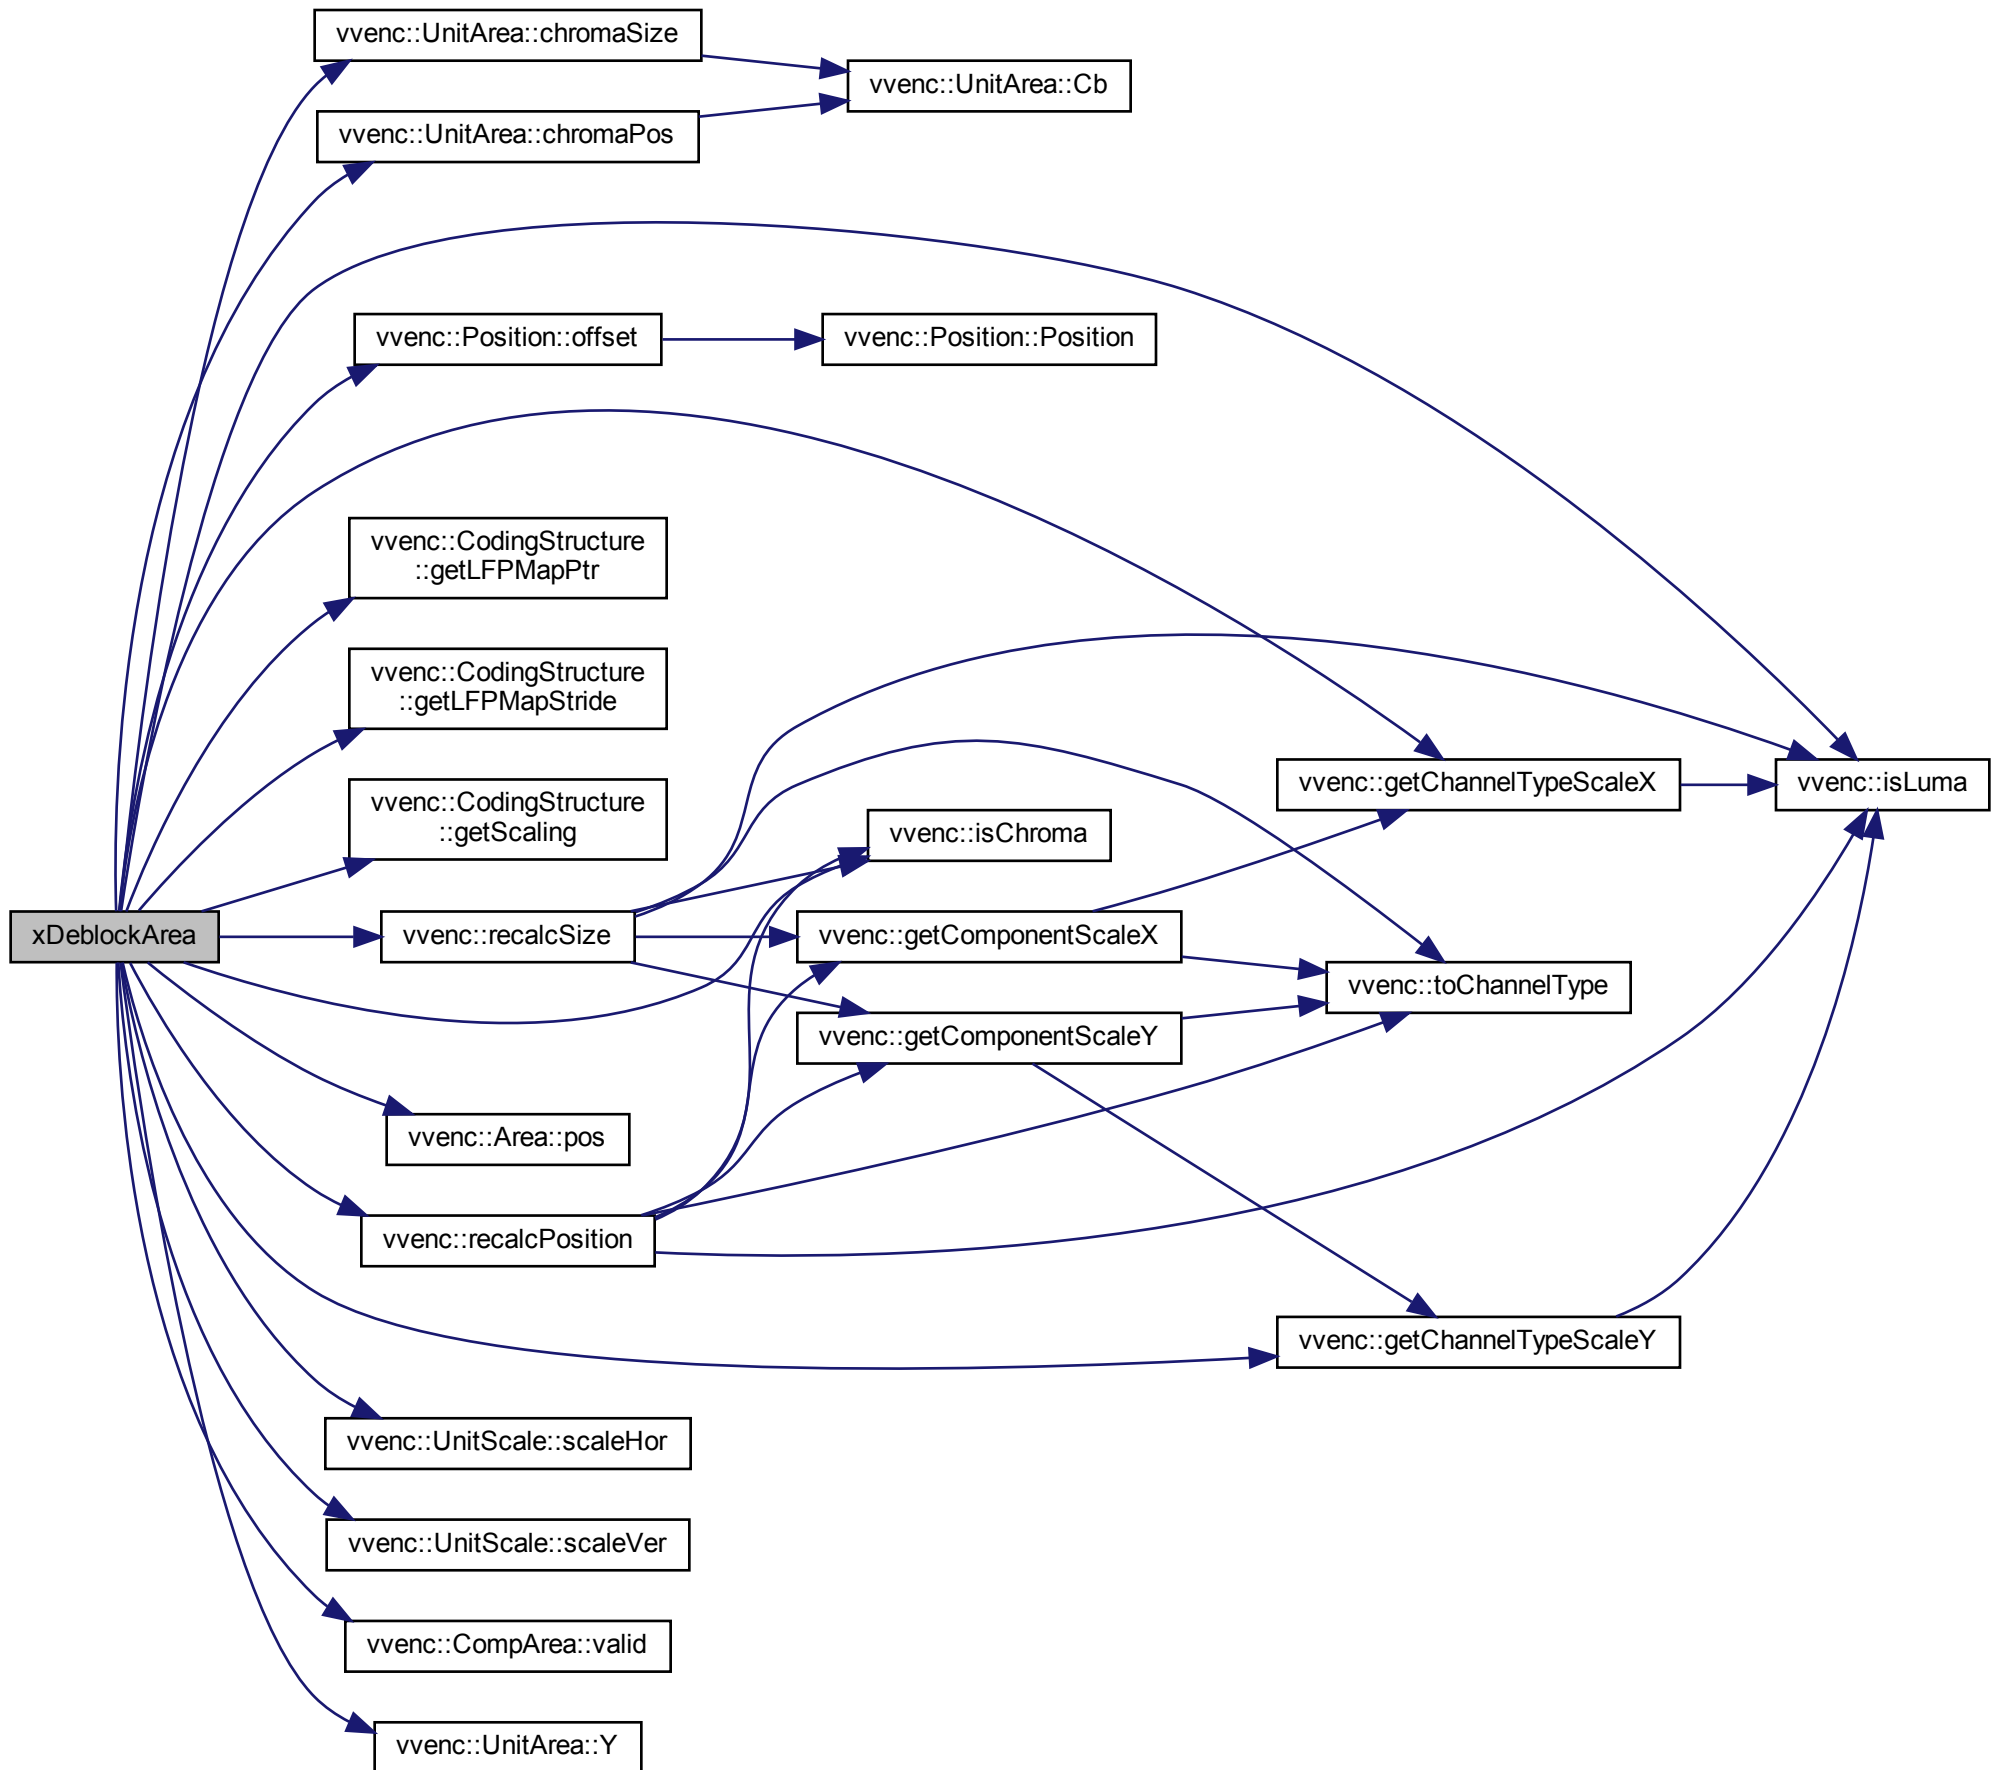 vvenc::UnitArea::chromaSize
vvenc::UnitArea::Cb
vvenc::UnitArea::chromaPos
vvenc::Position::offset
vvenc::Position::Position
vvenc::CodingStructure
::getLFPMapPtr
vvenc::CodingStructure
::getLFPMapStride
vvenc::getChannelTypeScaleX
vvenc::isLuma
vvenc::CodingStructure
::getScaling
vvenc::isChroma
xDeblockArea
vvenc::recalcSize
vvenc::getComponentScaleX
vvenc::toChannelType
vvenc::getComponentScaleY
vvenc::Area::pos
vvenc::recalcPosition
vvenc::getChannelTypeScaleY
vvenc::UnitScale::scaleHor
vvenc::UnitScale::scaleVer
vvenc::CompArea::valid
vvenc::UnitArea::Y